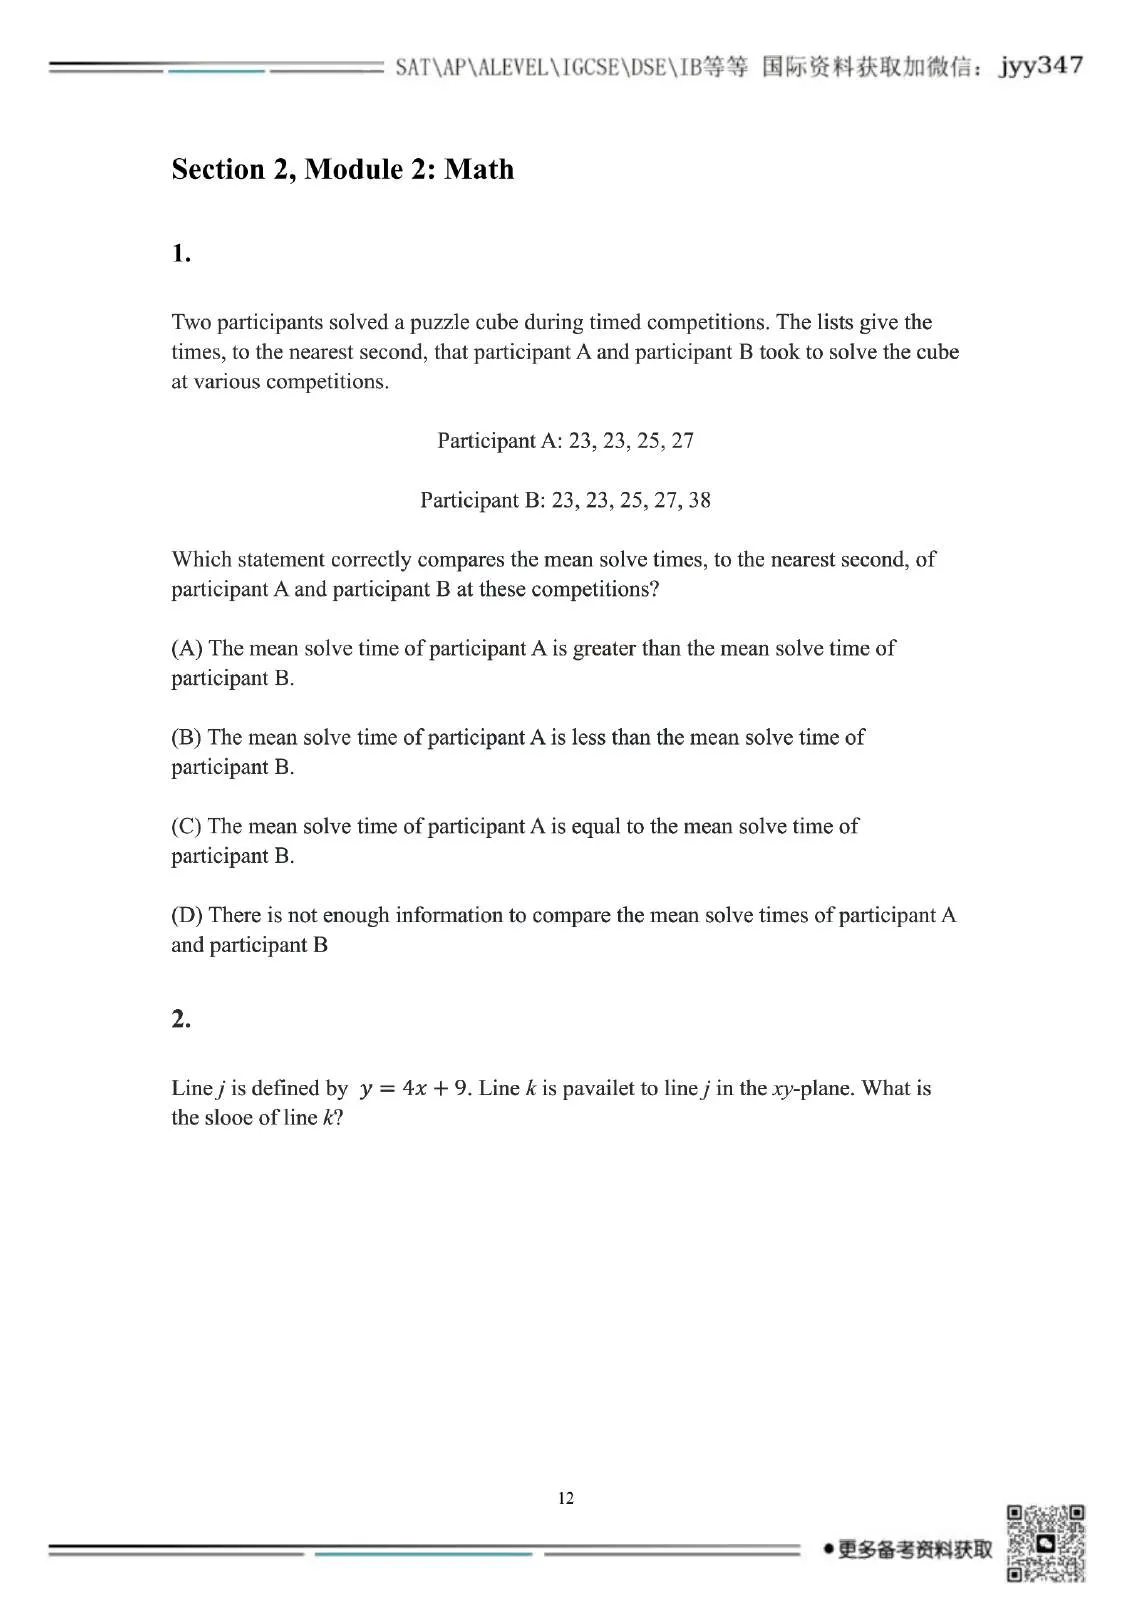 SAT\AP\ALEVEL\IGCSE\DSE\IB等等 国际资料获取加微信：jyy347
Section 2, Module 2: Math
1.
Two participants solved a puzzle cube during timed competitions. The lists give the
times, to the nearest second, that participant A and participant B took to solve the cube
at various competitions.
Participant A: 23, 23, 25, 27
Participant B: 23, 23, 25, 27, 38
Which statement correctly compares the mean solve times, to the nearest second, of
participant A and participant B at these competitions?
(A) The mean solve time of participant A is greater than the mean solve time of
participant B.
(B) The mean solve time of participant A is less than the mean solve time of
participant B.
(C) The mean solve time of participant A is equal to the mean solve time of
participant B.
(D) There is not enough information to compare the mean solve times of participant A
and participant B
2.
Line j is defined by y = 4x + 9. Line k is pavailet to line j in the xy-plane. What is
the slooe of line k?
12
●更多备考资料获取